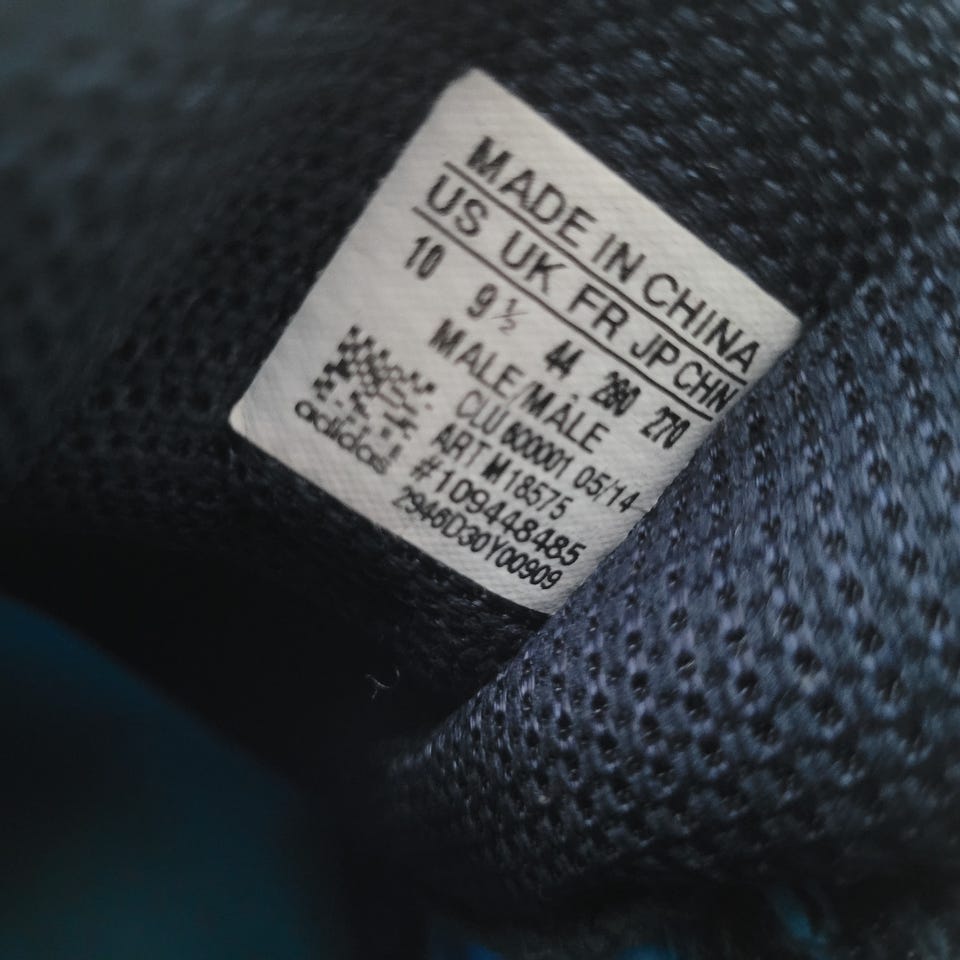 MADE IN CHINA
US UK FR JP CHN
10 9½ 44 280 270
MALE/MÂLE
CLU 600001 05/14
ART M18575
#109448485
2946D30Y00909
adidas